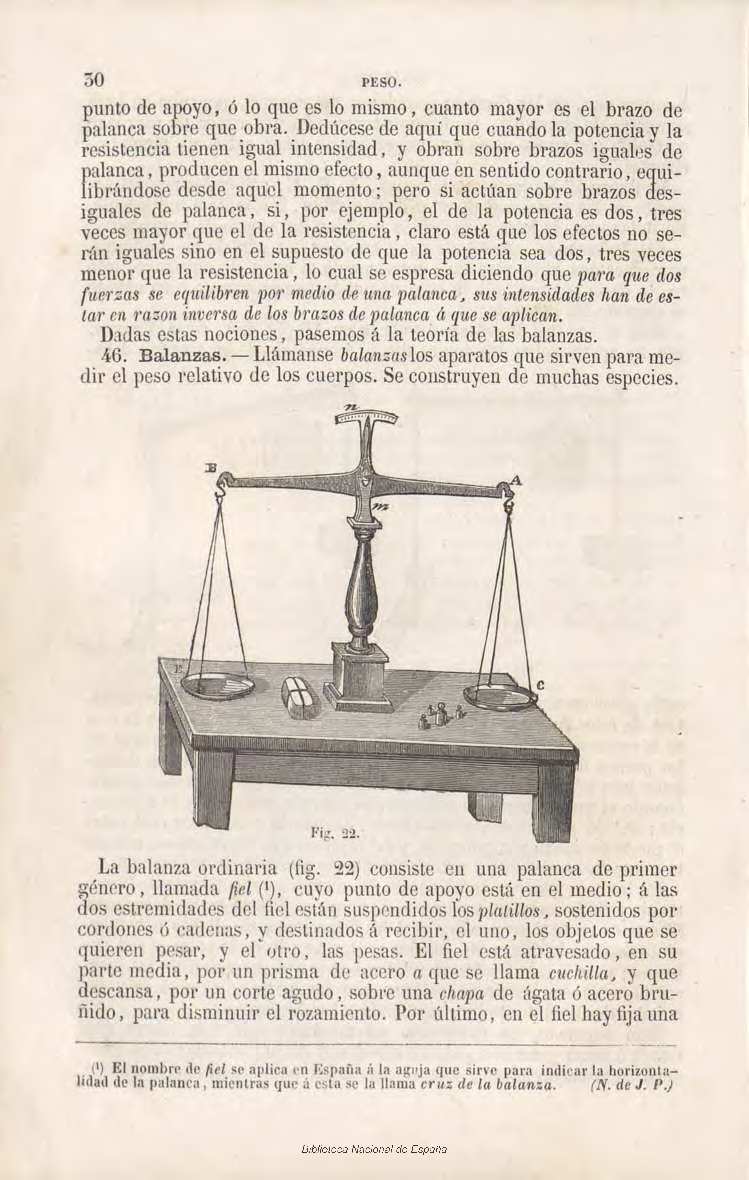 30
PESO.
punto de apoyo, ó lo que es lo mismo, cuanto mayor es el brazo de
palanca sobre que obra. Dedúcese de aquí que cuando la potencia y la
resistencia tienen igual intensidad, y obran sobre brazos iguales de
palanca, producen el mismo efecto, aunque en sentido contrario, equi-
librándose desde aquel momento; pero si actúan sobre brazos des-
iguales de palanca, si, por ejemplo, el de la potencia es dos, tres
veces mayor que el de la resistencia, claro está que los efectos no se-
rán iguales sino en el supuesto de que la potencia sea dos, tres veces
menor que la resistencia, lo cual se espresa diciendo que para que dos
fuerzas se equilibren por medio de una palanca, sus intensidades han de es-
tar en razon inversa de los brazos de palanca á que se aplican.
Dadas estas nociones, pasemos á la teoría de las balanzas.
46. Balanzas. — Llámanse balanzas los aparatos que sirven para me-
dir el peso relativo de los cuerpos. Se construyen de muchas especies.
n
B
A
m
E
C
Fig. 22.
La balanza ordinaria (fig. 22) consiste en una palanca de primer
género, llamada fiel (¹), cuyo punto de apoyo está en el medio; á las
dos estremidades del fiel están suspendidos los platillos, sostenidos por
cordones ó cadenas, y destinados á recibir, el uno, los objetos que se
quieren pesar, y el otro, las pesas. El fiel está atravesado, en su
parte media, por un prisma de acero a que se llama cuchilla, y que
descansa, por un corte agudo, sobre una chapa de ágata ó acero bru-
ñido, para disminuir el rozamiento. Por último, en el fiel hay fija una
(¹) El nombre de fiel se aplica en España á la aguja que sirve para indicar la horizonta-
lidad de la palanca, mientras que á esta se la llama cruz de la balanza. (N. de J. P.)
Biblioteca Nacional de España